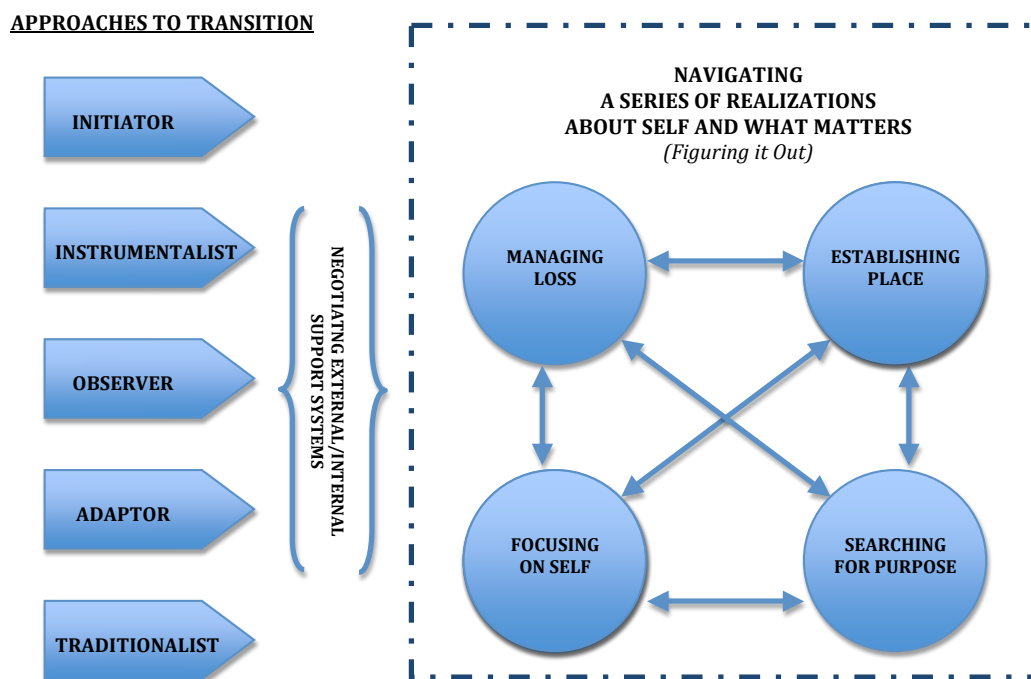 APPROACHES TO TRANSITION
INITIATOR
INSTRUMENTALIST
OBSERVER
ADAPTOR
TRADITIONALIST
NEGOTIATNG EXTERNAL/INTERNAL
SUPPORT SYSTEMS
NAVIGATING
A SERIES OF REALIZATIONS
ABOUT SELF AND WHAT MATTERS
(Figuring it Out)
MANAGING
LOSS
ESTABLISHING
PLACE
FOCUSING
ON SELF
SEARCHING
FOR PURPOSE